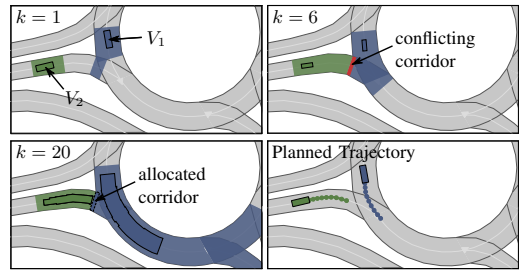 k = 1
V₁
V₂
k = 6
conflicting
corridor
k = 20
allocated
corridor
Planned Trajectory